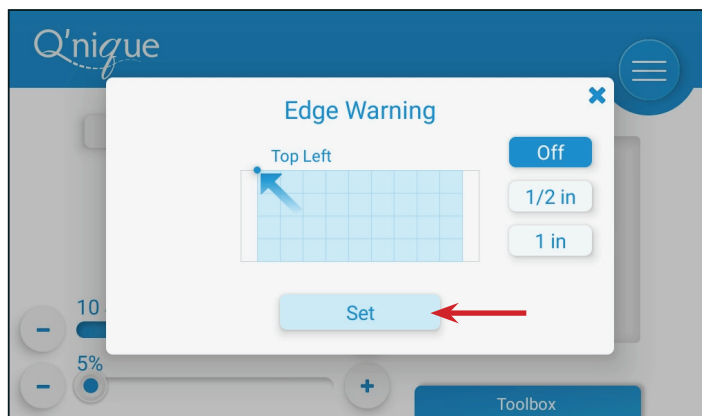 Q'nique
Edge Warning
Top Left
Off
1/2 in
1 in
Set
10
5%
Toolbox